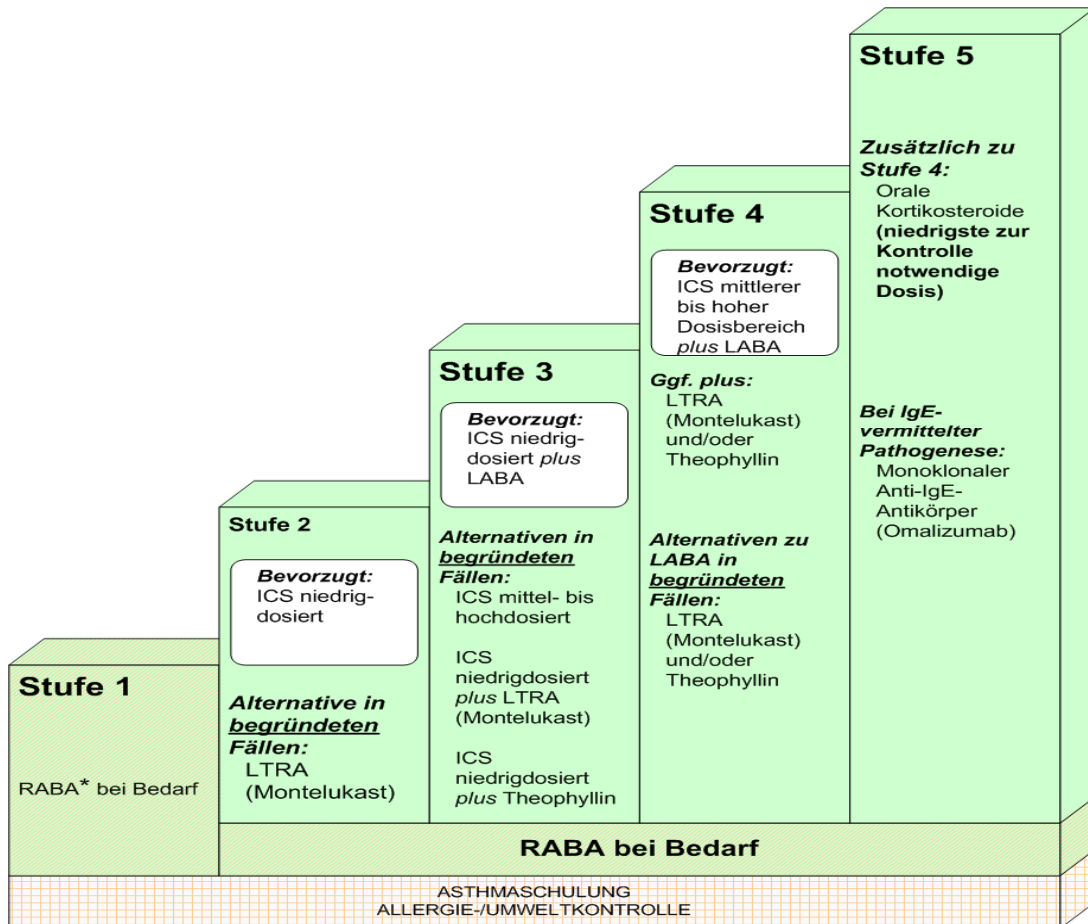 Stufe 1
RABA* bei Bedarf
Stufe 2
Bevorzugt:
ICS niedrig-
dosiert
Alternative in
begründeten
Fällen:
LTRA
(Montelukast)
Stufe 3
Bevorzugt:
ICS niedrig-
dosiert plus
LABA
Alternativen in
begründeten
Fällen:
ICS mittel- bis
hochdosiert
ICS
niedrigdosiert
plus LTRA
(Montelukast)
ICS
niedrigdosiert
plus Theophyllin
Stufe 4
Bevorzugt:
ICS mittlerer
bis hoher
Dosisbereich
plus LABA
Ggf. plus:
LTRA
(Montelukast)
und/oder
Theophyllin
Alternativen zu
LABA in
begründeten
Fällen:
LTRA
(Montelukast)
und/oder
Theophyllin
Stufe 5
Zusätzlich zu
Stufe 4:
Orale
Kortikosteroide
(niedrigste zur
Kontrolle
notwendige
Dosis)
Bei IgE-
vermittelter
Pathogenese:
Monoklonaler
Anti-IgE-
Antikörper
(Omalizumab)
RABA bei Bedarf
ASTHMASCHULUNG
ALLERGIE-/UMWELTKONTROLLE